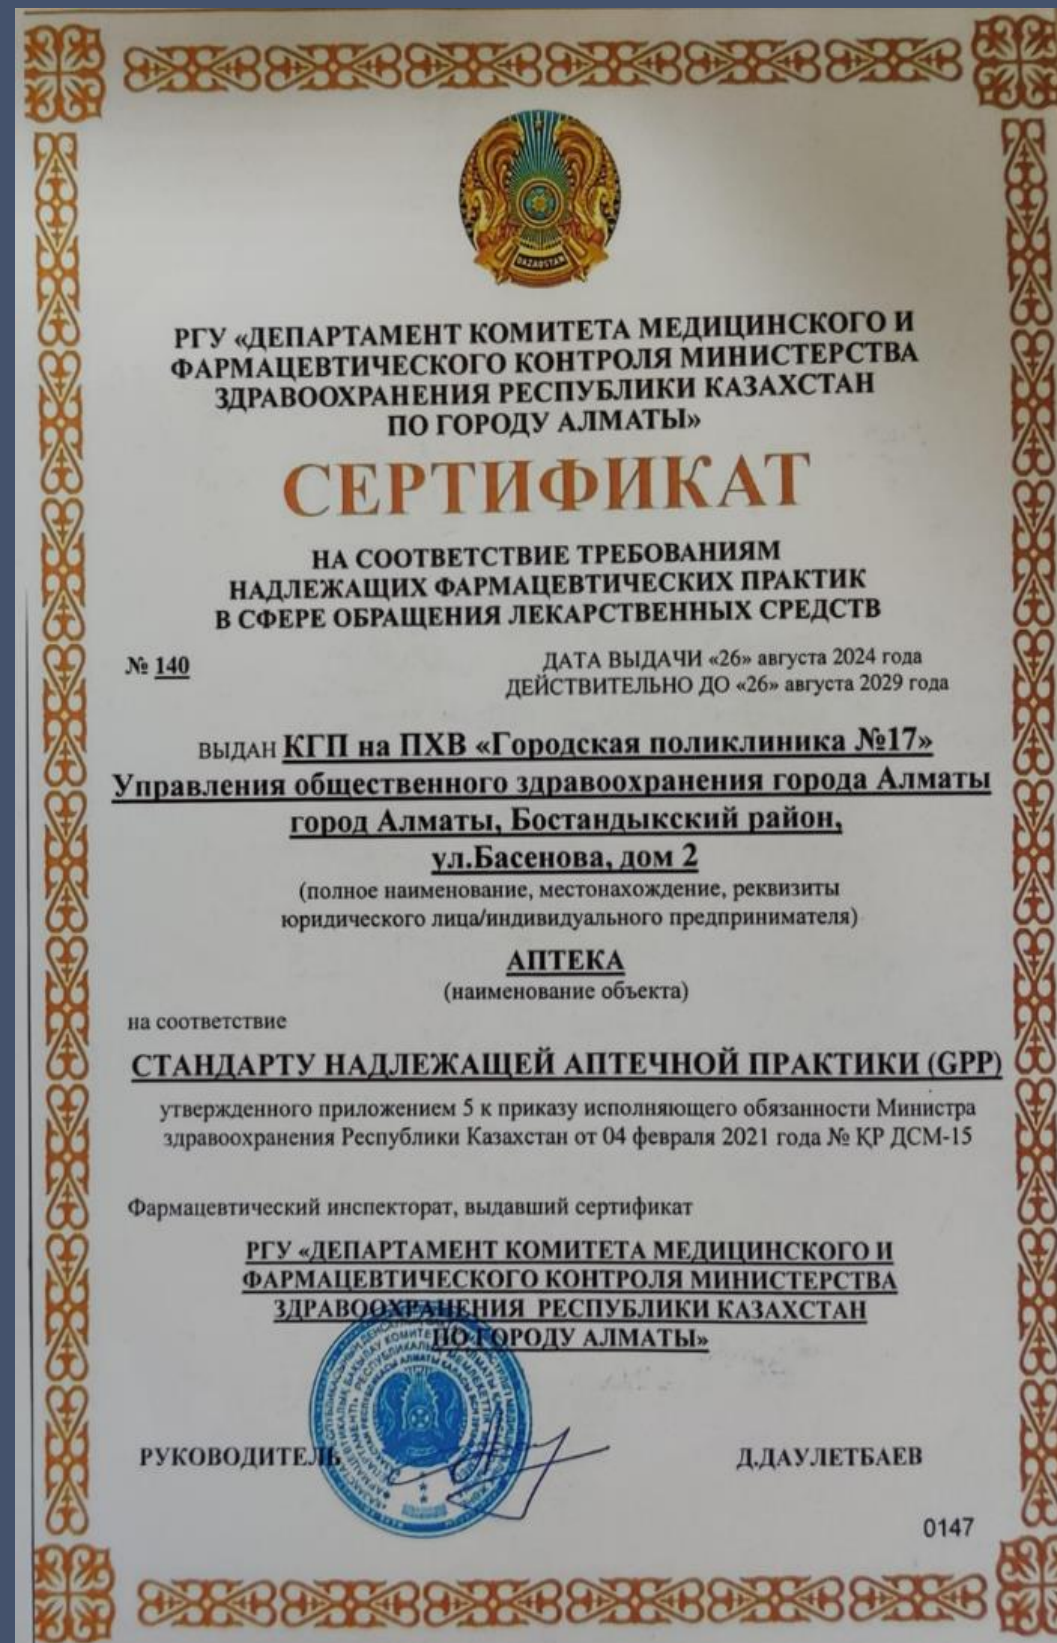 QAZAQSTAN
РГУ «ДЕПАРТАМЕНТ КОМИТЕТА МЕДИЦИНСКОГО И
ФАРМАЦЕВТИЧЕСКОГО КОНТРОЛЯ МИНИСТЕРСТВА
ЗДРАВООХРАНЕНИЯ РЕСПУБЛИКИ КАЗАХСТАН
ПО ГОРОДУ АЛМАТЫ»
СЕРТИФИКАТ
НА СООТВЕТСТВИЕ ТРЕБОВАНИЯМ
НАДЛЕЖАЩИХ ФАРМАЦЕВТИЧЕСКИХ ПРАКТИК
В СФЕРЕ ОБРАЩЕНИЯ ЛЕКАРСТВЕННЫХ СРЕДСТВ
№ 140
ДАТА ВЫДАЧИ «26» августа 2024 года
ДЕЙСТВИТЕЛЬНО ДО «26» августа 2029 года
ВЫДАН КГП на ПХВ «Городская поликлиника №17»
Управления общественного здравоохранения города Алматы
город Алматы, Бостандыкский район,
ул.Басенова, дом 2
(полное наименование, местонахождение, реквизиты
юридического лица/индивидуального предпринимателя)
АПТЕКА
(наименование объекта)
на соответствие
СТАНДАРТУ НАДЛЕЖАЩЕЙ АПТЕЧНОЙ ПРАКТИКИ (GPP)
утвержденного приложением 5 к приказу исполняющего обязанности Министра
здравоохранения Республики Казахстан от 04 февраля 2021 года № ҚР ДСМ-15
Фармацевтический инспекторат, выдавший сертификат
РГУ «ДЕПАРТАМЕНТ КОМИТЕТА МЕДИЦИНСКОГО И
ФАРМАЦЕВТИЧЕСКОГО КОНТРОЛЯ МИНИСТЕРСТВА
ЗДРАВООХРАНЕНИЯ РЕСПУБЛИКИ КАЗАХСТАН
ПО ГОРОДУ АЛМАТЫ»
РУКОВОДИТЕЛЬ
Д.ДАУЛЕТБАЕВ
0147